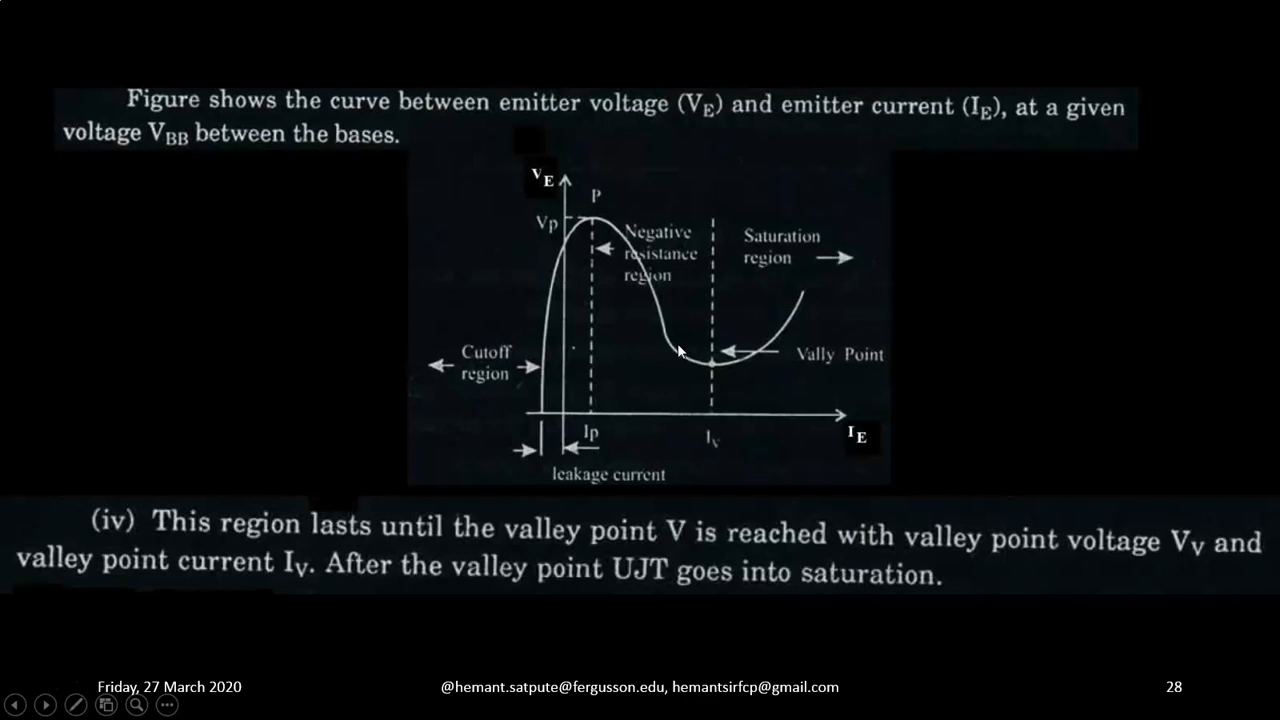 Figure shows the curve between emitter voltage (VE) and emitter current (IE), at a given
voltage VBB between the bases.
VE
P
Vp
Negative
resistance
region
Saturation
region
Cutoff
region
Vally Point
Ip
Iv
IE
leakage current
(iv) This region lasts until the valley point V is reached with valley point voltage VV and
valley point current IV. After the valley point UJT goes into saturation.
Friday, 27 March 2020
@hemant.satpute@fergusson.edu, hemantsirfcp@gmail.com
28